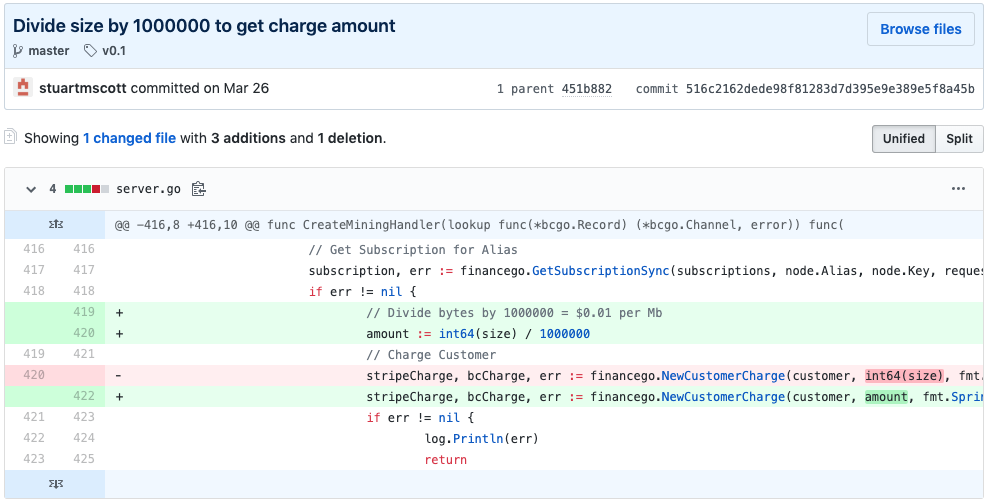 Divide size by 1000000 to get charge amount
Browse files
master v0.1
stuartmscott committed on Mar 26
1 parent 451b882 commit 516c2162dede98f81283d7d395e9e389e5f8a45b
Showing 1 changed file with 3 additions and 1 deletion.
Unified Split
4 server.go
@@ -416,8 +416,10 @@ func CreateMiningHandler(lookup func(*bcgo.Record) (*bcgo.Channel, error)) func(
416 416 // Get Subscription for Alias
417 417 subscription, err := financego.GetSubscriptionSync(subscriptions, node.Alias, node.Key, reque
418 418 if err != nil {
419 + // Divide bytes by 1000000 = $0.01 per Mb
420 + amount := int64(size) / 1000000
419 421 // Charge Customer
420 - stripeCharge, bcCharge, err := financego.NewCustomerCharge(customer, int64(size), fmt.
422 + stripeCharge, bcCharge, err := financego.NewCustomerCharge(customer, amount, fmt.Sprin
421 423 if err != nil {
422 424 log.Println(err)
423 425 return